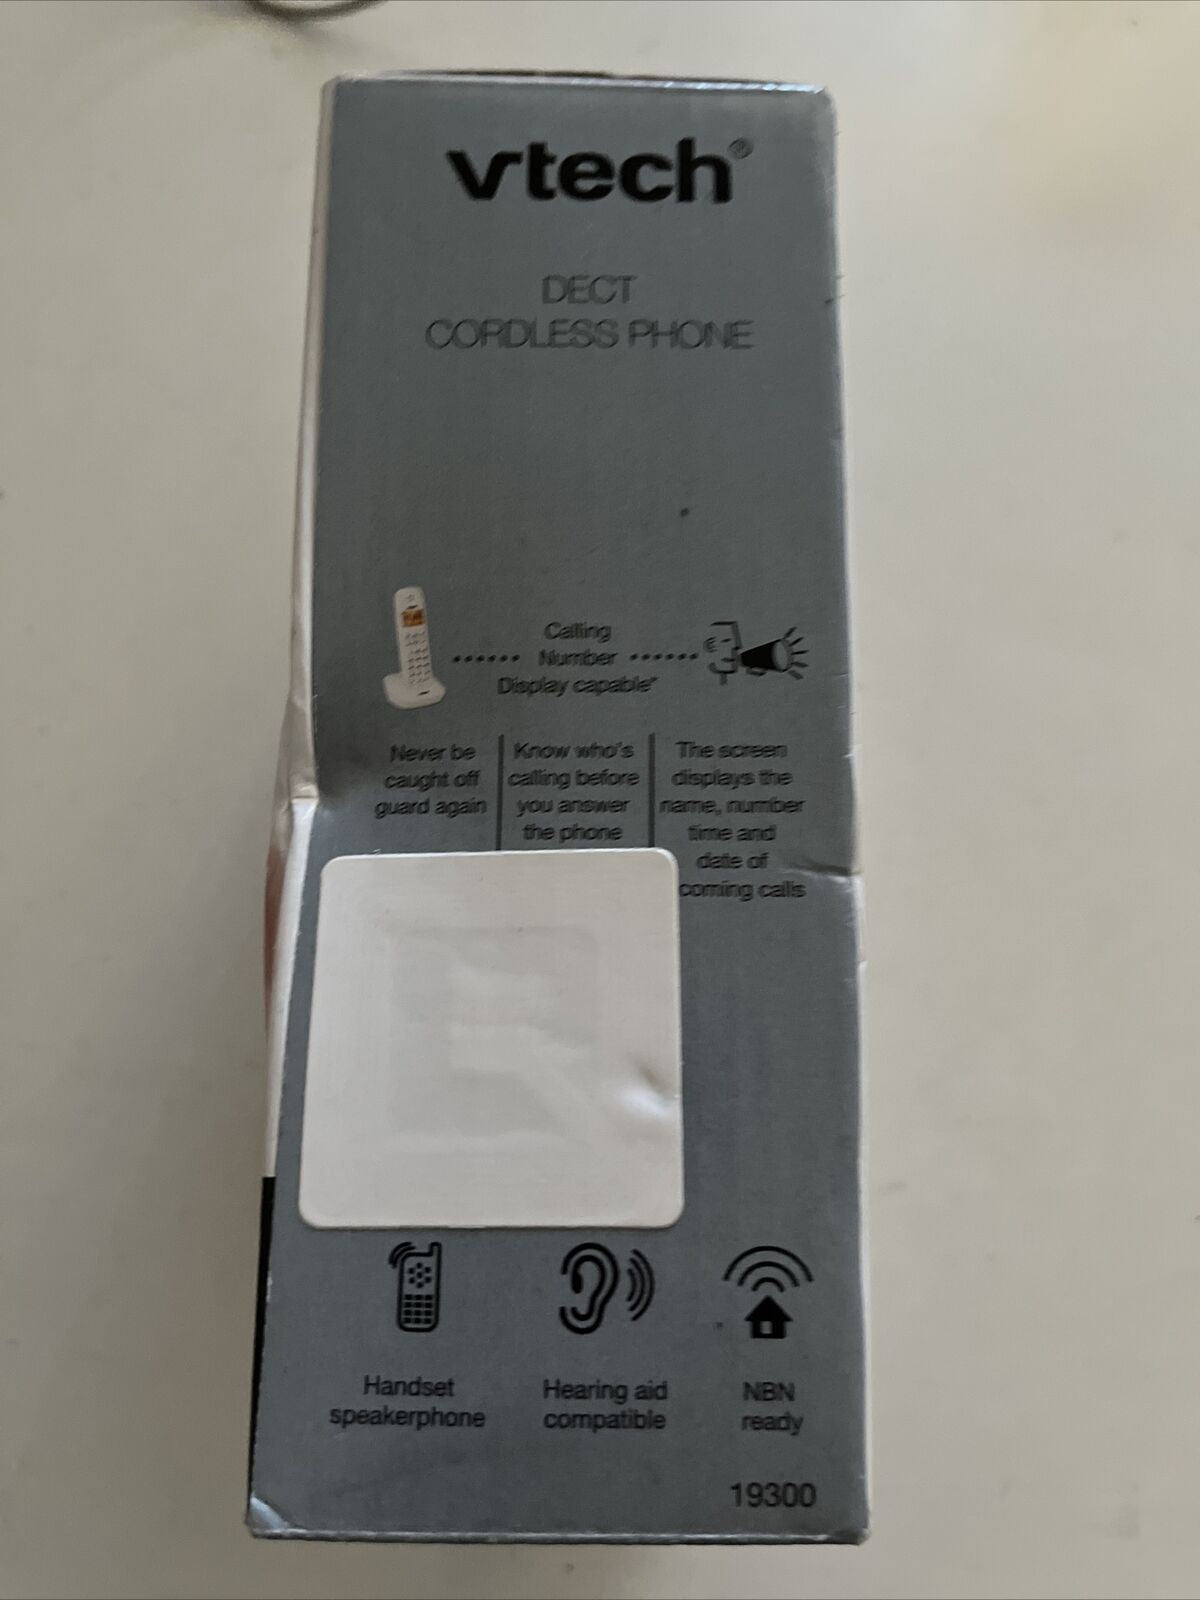 vtech®
DECT
CORDLESS PHONE
Calling
Number
Display capable*
Never be
caught off
guard again
Know who's
calling before
you answer
the phone
The screen
displays the
name, number
time and
date of
coming calls
Handset
speakerphone
Hearing aid
compatible
NBN
ready
19300